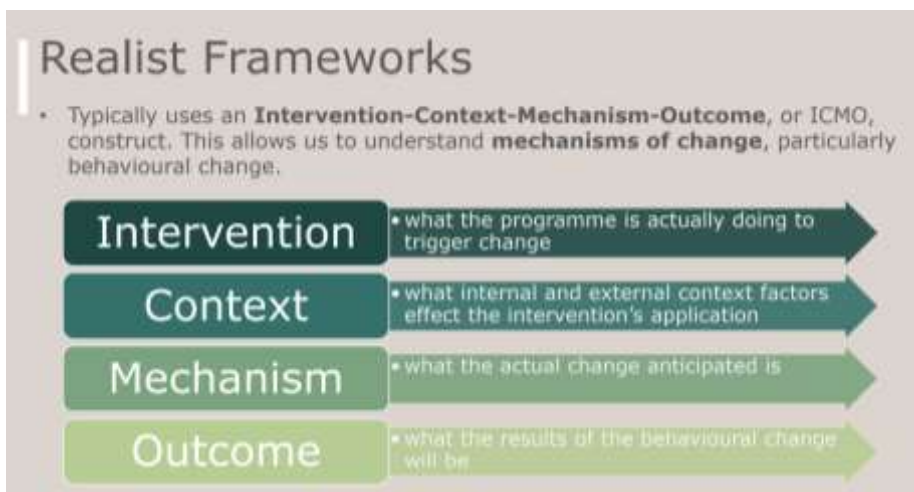 Realist Frameworks
• Typically uses an Intervention-Context-Mechanism-Outcome, or ICMO,
construct. This allows us to understand mechanisms of change, particularly
behavioural change.
Intervention
• what the programme is actually doing to
trigger change
Context
• what internal and external context factors
effect the intervention's application
Mechanism
• what the actual change anticipated is
Outcome
• what the results of the behavioural change
will be